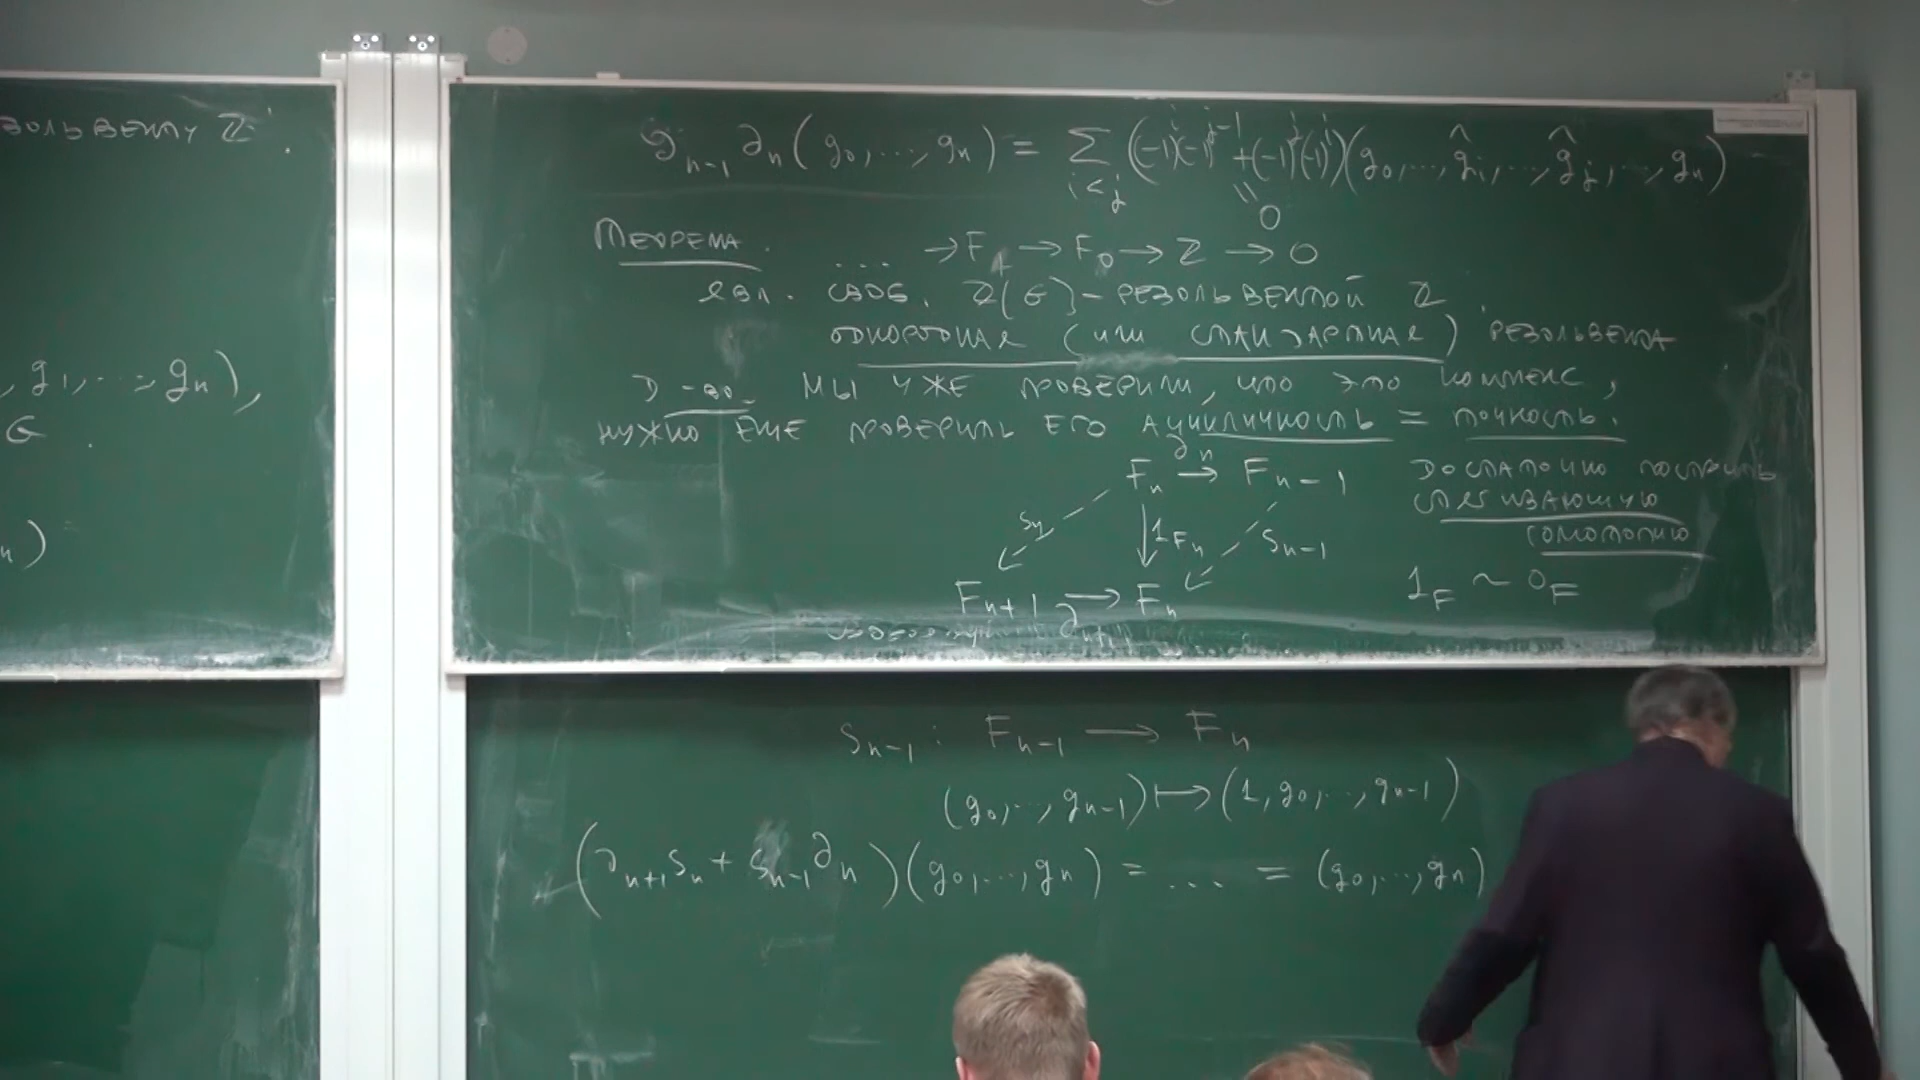 ЗОЛЬВЕНТУ Z.
, g₁, ..., gₙ),
G.
ₙ)
∂ₙ₋₁ ∂ₙ (g₀, ..., gₙ) = ∑ ((-1)ⁱ(-1)ʲ⁻¹ + (-1)ʲ(-1)ⁱ)(g₀, ..., ĝᵢ, ..., ĝⱼ, ..., gₙ)
i < j
" 0
ТЕОРЕМА. ... → F₁ → F₀ → Z → 0
ЯВЛ. СВОБ. Z[G]-РЕЗОЛЬВЕНТОЙ Z.
ОДНОРОДНАЯ (ИЛИ СТАНДАРТНАЯ) РЕЗОЛЬВЕНТА
Д-ВО. МЫ УЖЕ ПРОВЕРИЛИ, ЧТО ЭТО КОМПЛЕКС,
НУЖНО ЕЩЕ ПРОВЕРИТЬ ЕГО АЦИКЛИЧНОСТЬ = ТОЧНОСТЬ.
∂ₙ
Fₙ → Fₙ₋₁ ДОСТАТОЧНО ПОСТРОИТЬ
СТЯГИВАЮЩУЮ
sₙ 1_Fₙ sₙ₋₁ ГОМОТОПИЮ
Fₙ₊₁ → Fₙ 1_F ~ 0_F
∂ₙ₊₁
sₙ₋₁ : Fₙ₋₁ → Fₙ
(g₀, ..., gₙ₋₁) ↦ (1, g₀, ..., gₙ₋₁)
(∂ₙ₊₁sₙ + sₙ₋₁∂ₙ)(g₀, ..., gₙ) = ... = (g₀, ..., gₙ)